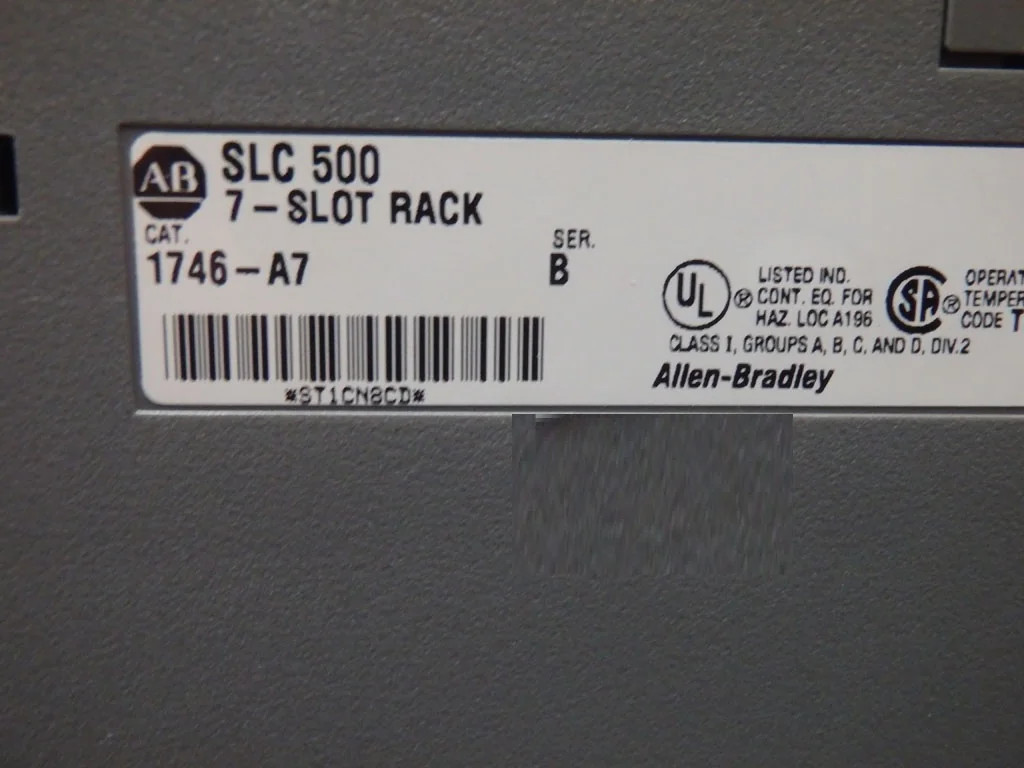 AB SLC 500
7-SLOT RACK
CAT.
1746-A7
SER.
B
*ST1CN8CD*
UL ® LISTED IND.
CONT. EQ. FOR
HAZ. LOC A196
SA ® OPERAT
TEMPER
CODE T
CLASS I, GROUPS A, B, C, AND D, DIV.2
Allen-Bradley